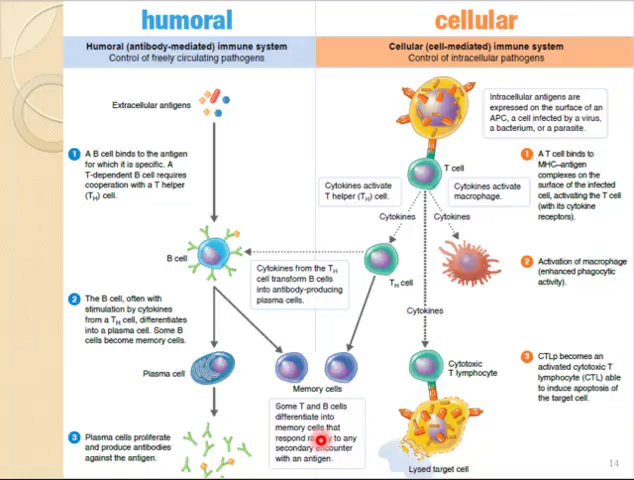 humoral
cellular
Humoral (antibody-mediated) immune system
Control of freely circulating pathogens
Cellular (cell-mediated) immune system
Control of intracellular pathogens
Extracellular antigens
Intracellular antigens are
expressed on the surface of an
APC, a cell infected by a virus,
a bacterium, or a parasite.
1 A B cell binds to the antigen
for which it is specific. A
T-dependent B cell requires
cooperation with a T helper
(TH) cell.
T cell
1 A T cell binds to
MHC–antigen
complexes on the
surface of the infected
cell, activating the T cell
(with its cytokine
receptors).
Cytokines activate
T helper (TH) cell.
Cytokines activate
macrophage.
Cytokines
Cytokines
B cell
Cytokines from the TH
cell transform B cells
into antibody-producing
plasma cells.
TH cell
2 Activation of macrophage
(enhanced phagocytic
activity).
2 The B cell, often with
stimulation by cytokines
from a TH cell, differentiates
into a plasma cell. Some B
cells become memory cells.
Cytokines
Plasma cell
Memory cells
Cytotoxic
T lymphocyte
3 CTLp becomes an
activated cytotoxic T
lymphocyte (CTL) able
to induce apoptosis of
the target cell.
Some T and B cells
differentiate into
memory cells that
respond to any
secondary encounter
with an antigen.
3 Plasma cells proliferate
and produce antibodies
against the antigen.
Lysed target cell
14